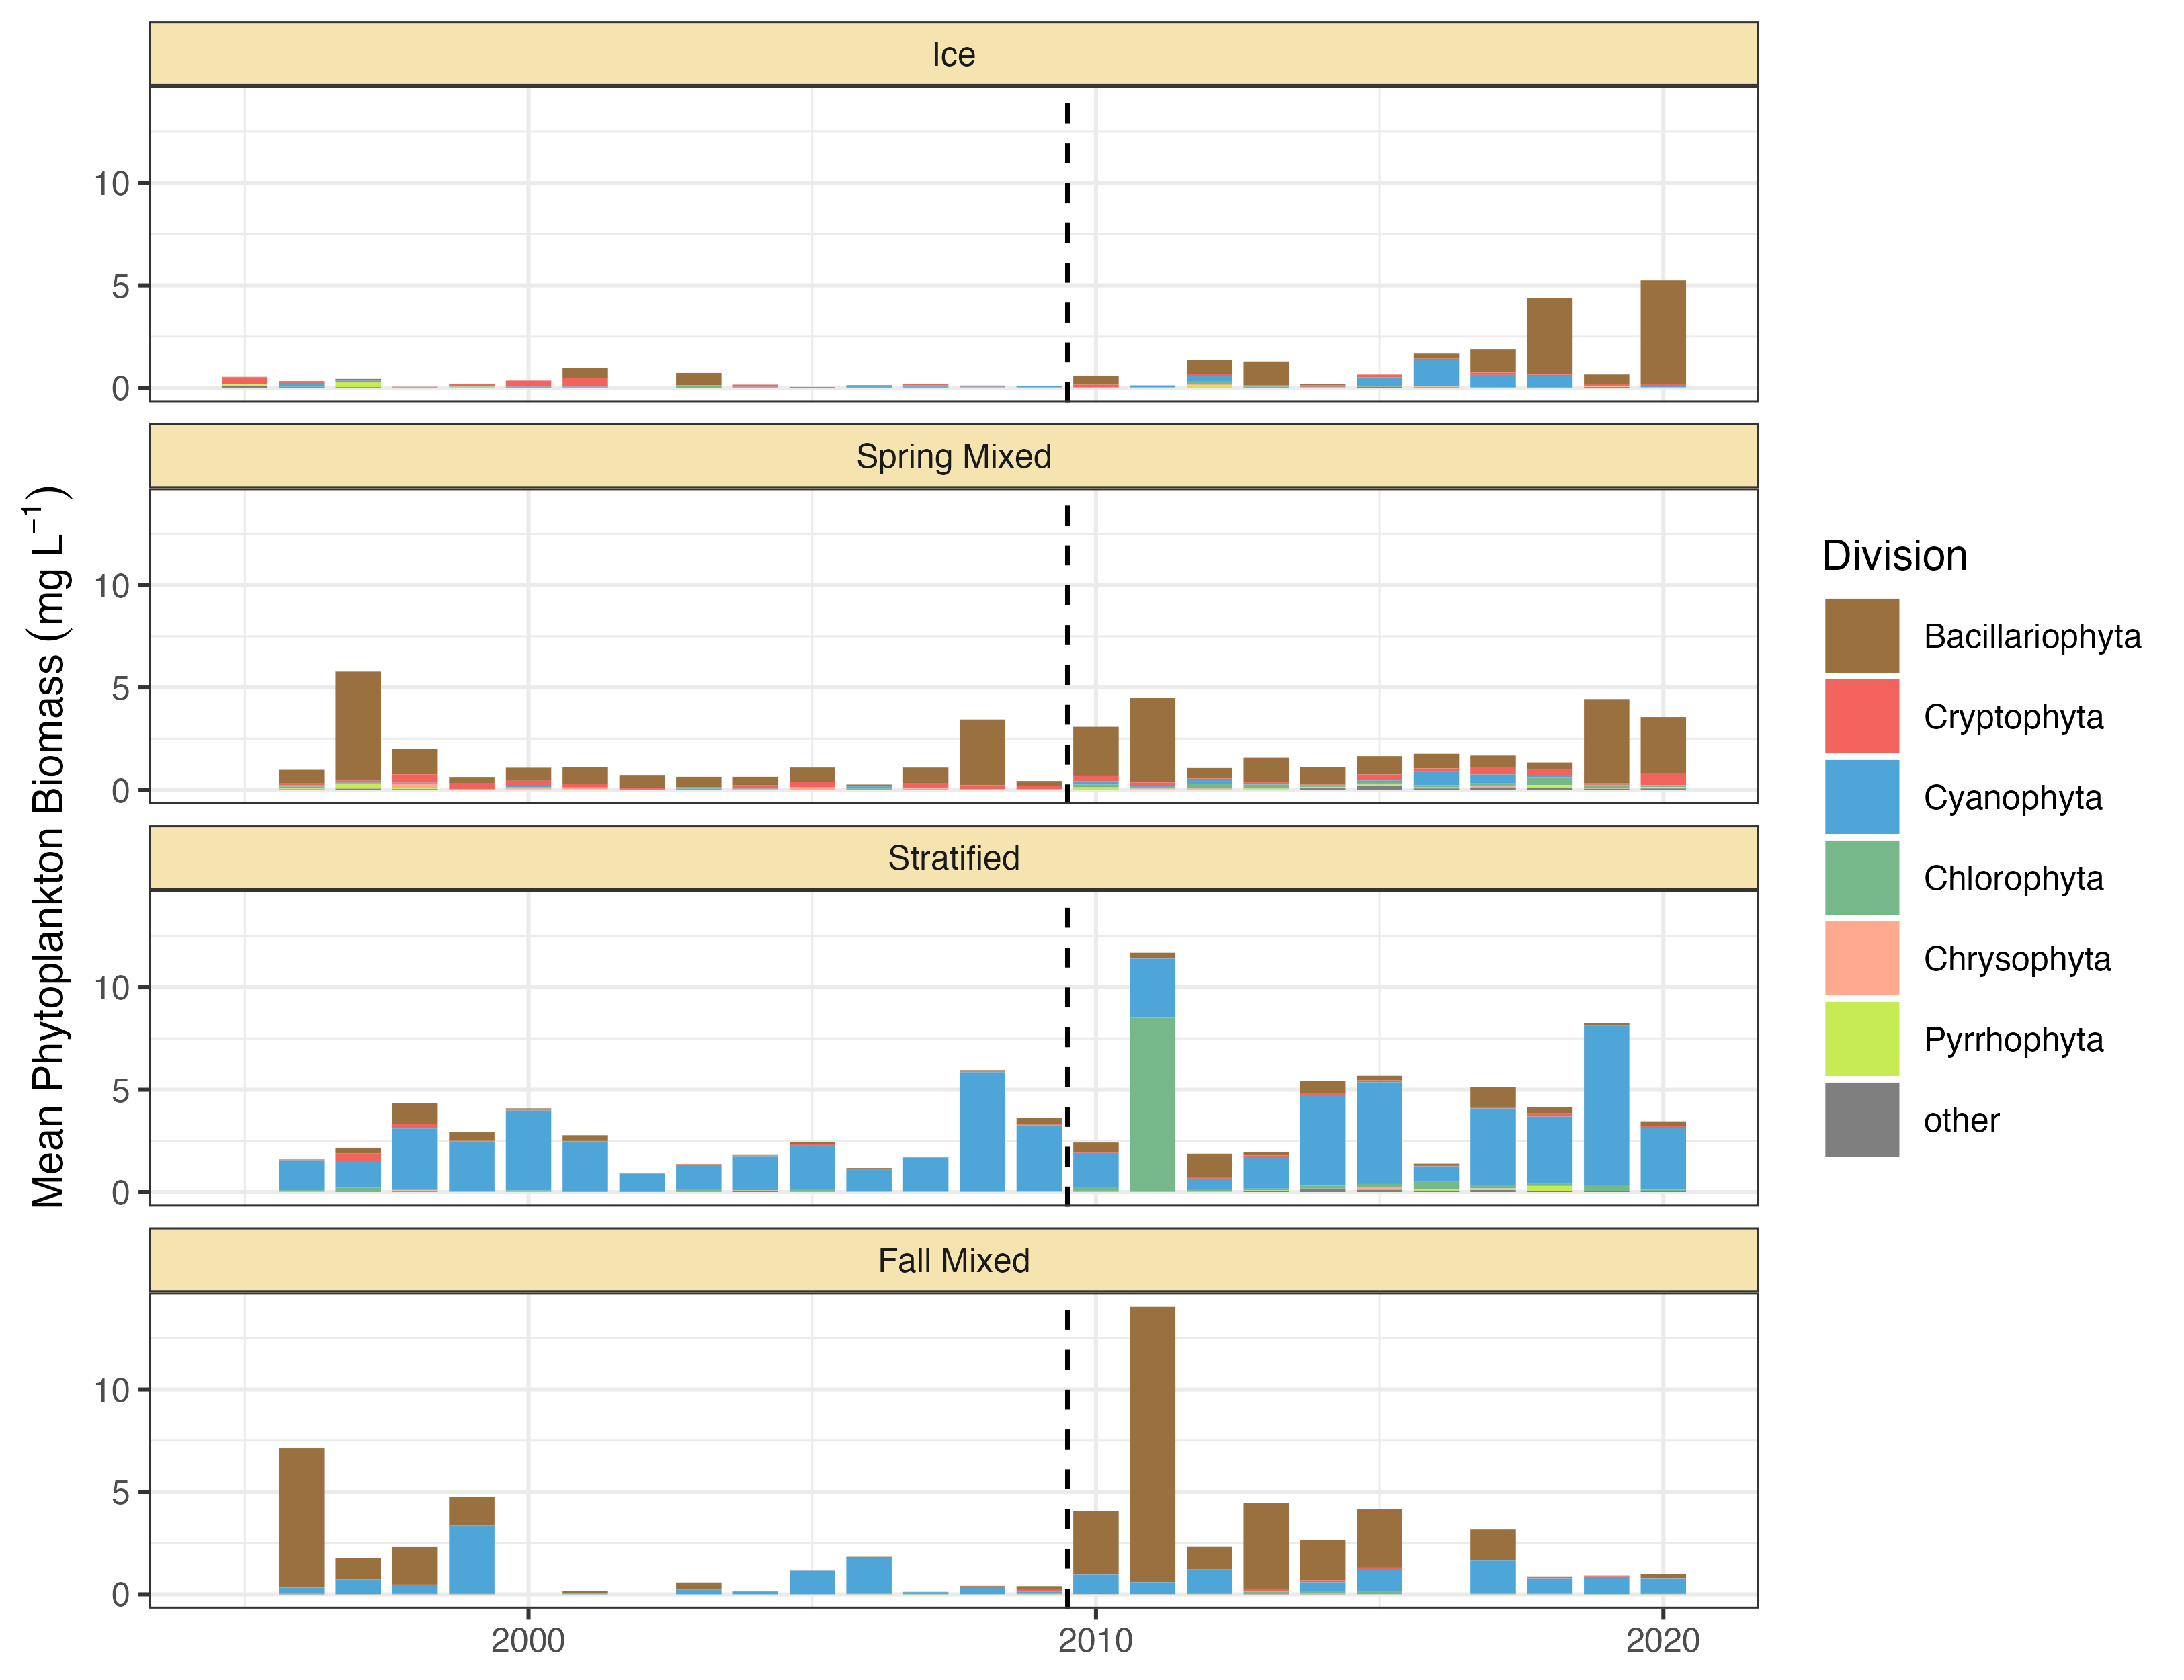 Ice
10
5
0
Spring Mixed
10
5
0
Stratified
10
5
0
Fall Mixed
10
5
0
2000 2010 2020
Mean Phytoplankton Biomass (mg L⁻¹)
Division
Bacillariophyta
Cryptophyta
Cyanophyta
Chlorophyta
Chrysophyta
Pyrrhophyta
other